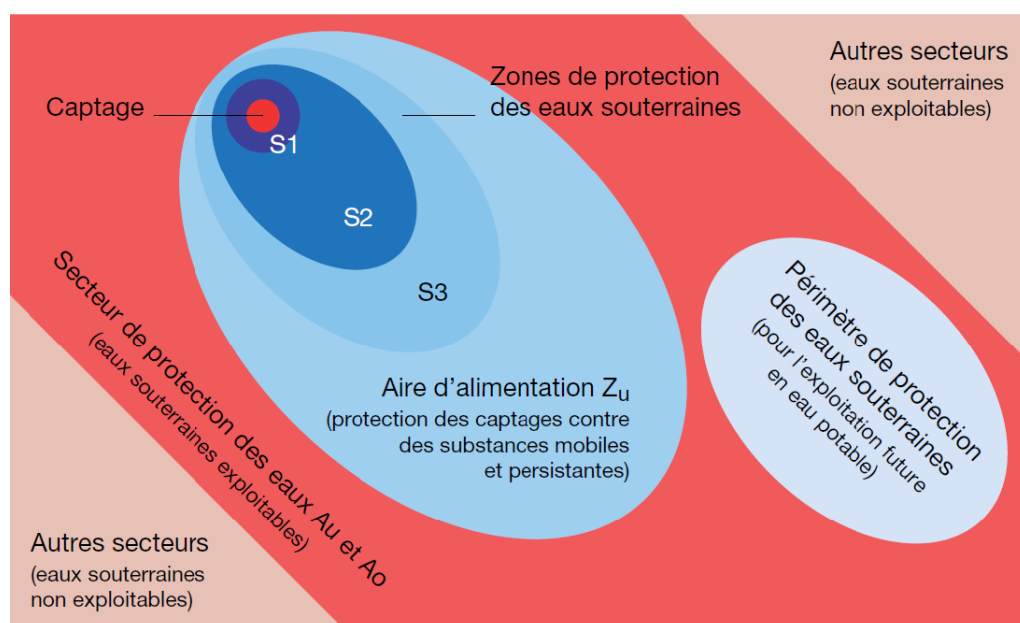 Autres secteurs
(eaux souterraines
non exploitables)
Zones de protection
des eaux souterraines
Captage
S1
S2
S3
Secteur de protection des eaux Au et Ao
(eaux souterraines exploitables)
Aire d'alimentation Zu
(protection des captages contre
des substances mobiles
et persistantes)
Périmètre de protection
des eaux souterraines
(pour l'exploitation future
en eau potable)
Autres secteurs
(eaux souterraines
non exploitables)